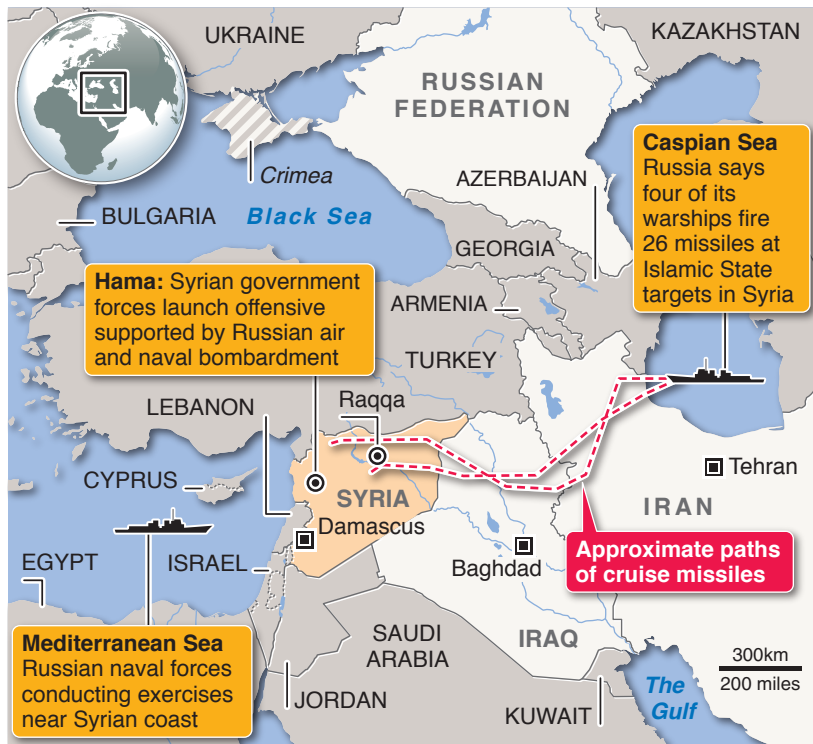 UKRAINE
KAZAKHSTAN
RUSSIAN
FEDERATION
Caspian Sea
Russia says
four of its
warships fire
26 missiles at
Islamic State
targets in Syria
Crimea
AZERBAIJAN
BULGARIA
Black Sea
GEORGIA
Hama: Syrian government
forces launch offensive
supported by Russian air
and naval bombardment
ARMENIA
TURKEY
Raqqa
LEBANON
CYPRUS
SYRIA
Tehran
IRAN
Damascus
EGYPT
ISRAEL
Baghdad
Approximate paths
of cruise missiles
Mediterranean Sea
Russian naval forces
conducting exercises
near Syrian coast
SAUDI
ARABIA
IRAQ
300km
200 miles
JORDAN
KUWAIT
The
Gulf